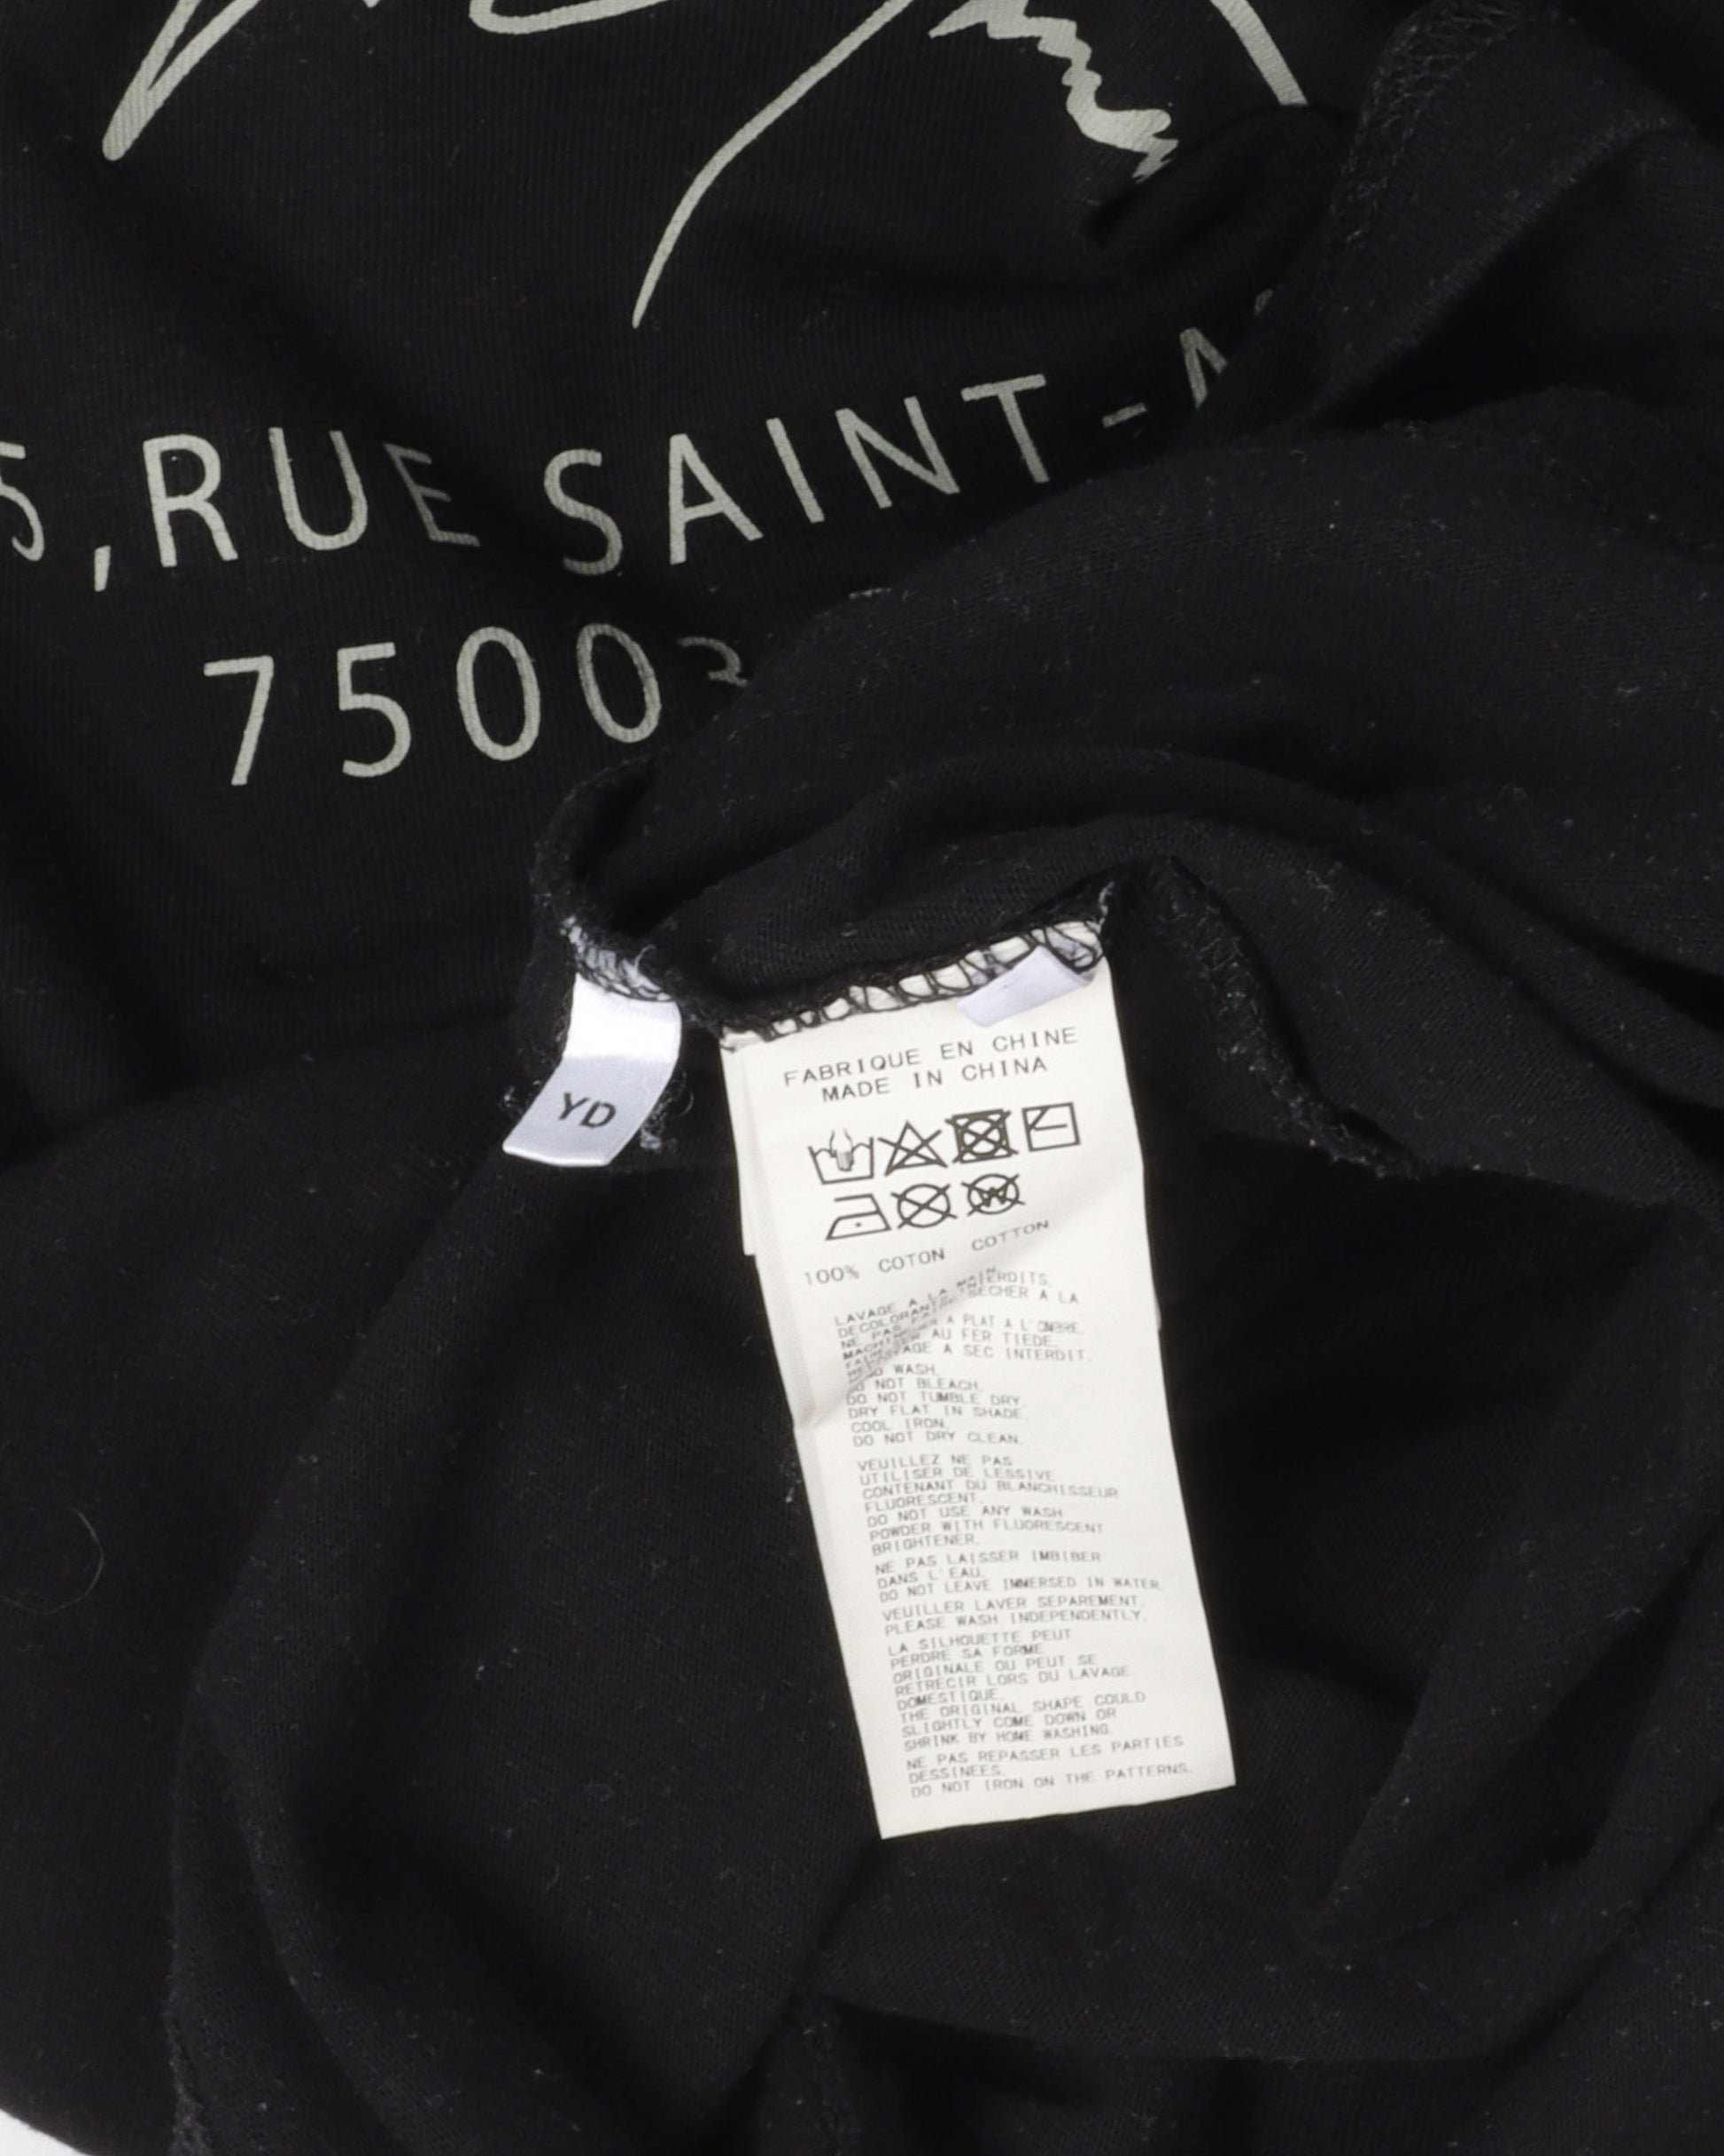 5, RUE SAINT-
7500
YD
FABRIQUE EN CHINE
MADE IN CHINA
100% COTON COTTON
LAVAGE A LA MAIN
DECOLORANTS INTERDITS.
NE PAS FAIRE SECHER A LA
A PLAT A L'OMBRE.
AU FER TIEDE.
A SEC INTERDIT.
WASH.
DO NOT BLEACH.
DO NOT TUMBLE DRY.
DRY FLAT IN SHADE.
COOL IRON.
DO NOT DRY CLEAN.
VEUILLEZ NE PAS
UTILISER DE LESSIVE
CONTENANT DU BLANCHISSEUR
FLUORESCENT.
DO NOT USE ANY WASH
POWDER WITH FLUORESCENT
BRIGHTENER.
NE PAS LAISSER IMBIBER
DANS L'EAU.
DO NOT LEAVE IMMERSED IN WATER.
VEUILLER LAVER SEPAREMENT.
PLEASE WASH INDEPENDENTLY.
LA SILHOUETTE PEUT
PERDRE SA FORME
ORIGINALE OU PEUT SE
RETRECIR LORS DU LAVAGE
DOMESTIQUE.
THE ORIGINAL SHAPE COULD
SLIGHTLY COME DOWN OR
SHRINK BY HOME WASHING.
NE PAS REPASSER LES PARTIES
DESSINEES.
DO NOT IRON ON THE PATTERNS.